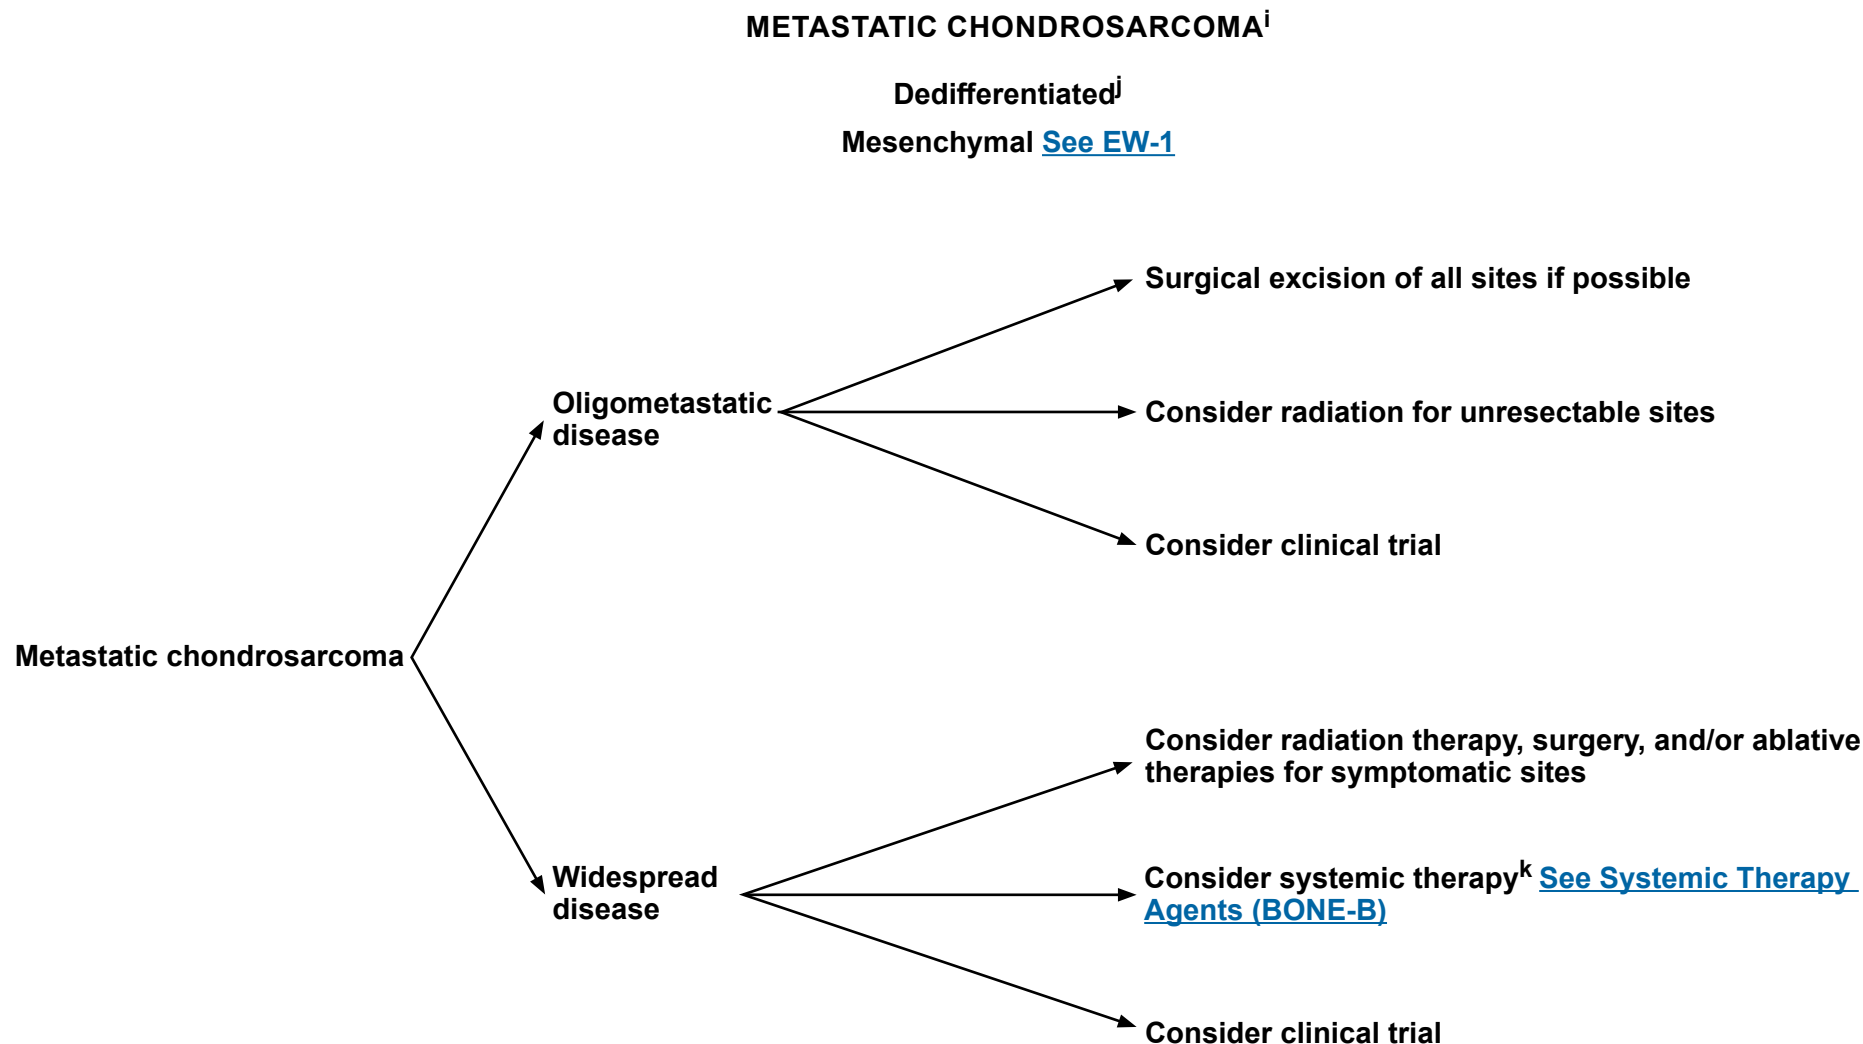 METASTATIC CHONDROSARCOMAⁱ
Dedifferentiatedʲ
Mesenchymal See EW-1
Surgical excision of all sites if possible
Oligometastatic
disease
Consider radiation for unresectable sites
Consider clinical trial
Metastatic chondrosarcoma
Consider radiation therapy, surgery, and/or ablative
therapies for symptomatic sites
Widespread
disease
Consider systemic therapyᵏ See Systemic Therapy
Agents (BONE-B)
Consider clinical trial